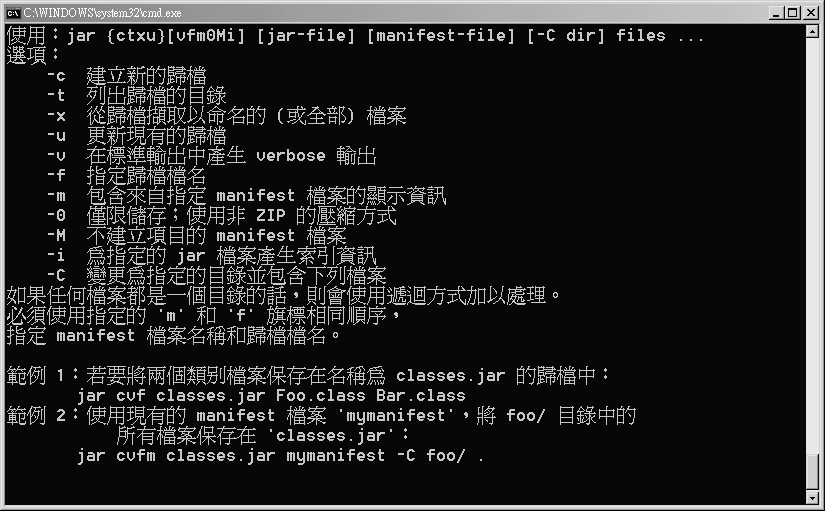 C:\WINDOWS\system32\cmd.exe
使用：jar {ctxu}[vfm0Mi] [jar-file] [manifest-file] [-C dir] files ...
選項：
-c 建立新的歸檔
-t 列出歸檔的目錄
-x 從歸檔擷取以命名的 (或全部) 檔案
-u 更新現有的歸檔
-v 在標準輸出中產生 verbose 輸出
-f 指定歸檔檔名
-m 包含來自指定 manifest 檔案的顯示資訊
-0 僅限儲存；使用非 ZIP 的壓縮方式
-M 不建立項目的 manifest 檔案
-i 為指定的 jar 檔案產生索引資訊
-C 變更為指定的目錄並包含下列檔案
如果任何檔案都是一個目錄的話，則會使用遞迴方式加以處理。
必須使用指定的 'm' 和 'f' 旗標相同順序，
指定 manifest 檔案名稱和歸檔檔名。
範例 1：若要將兩個類別檔案保存在名稱為 classes.jar 的歸檔中：
jar cvf classes.jar Foo.class Bar.class
範例 2：使用現有的 manifest 檔案 'mymanifest'，將 foo/ 目錄中的
所有檔案保存在 'classes.jar'：
jar cvfm classes.jar mymanifest -C foo/ .